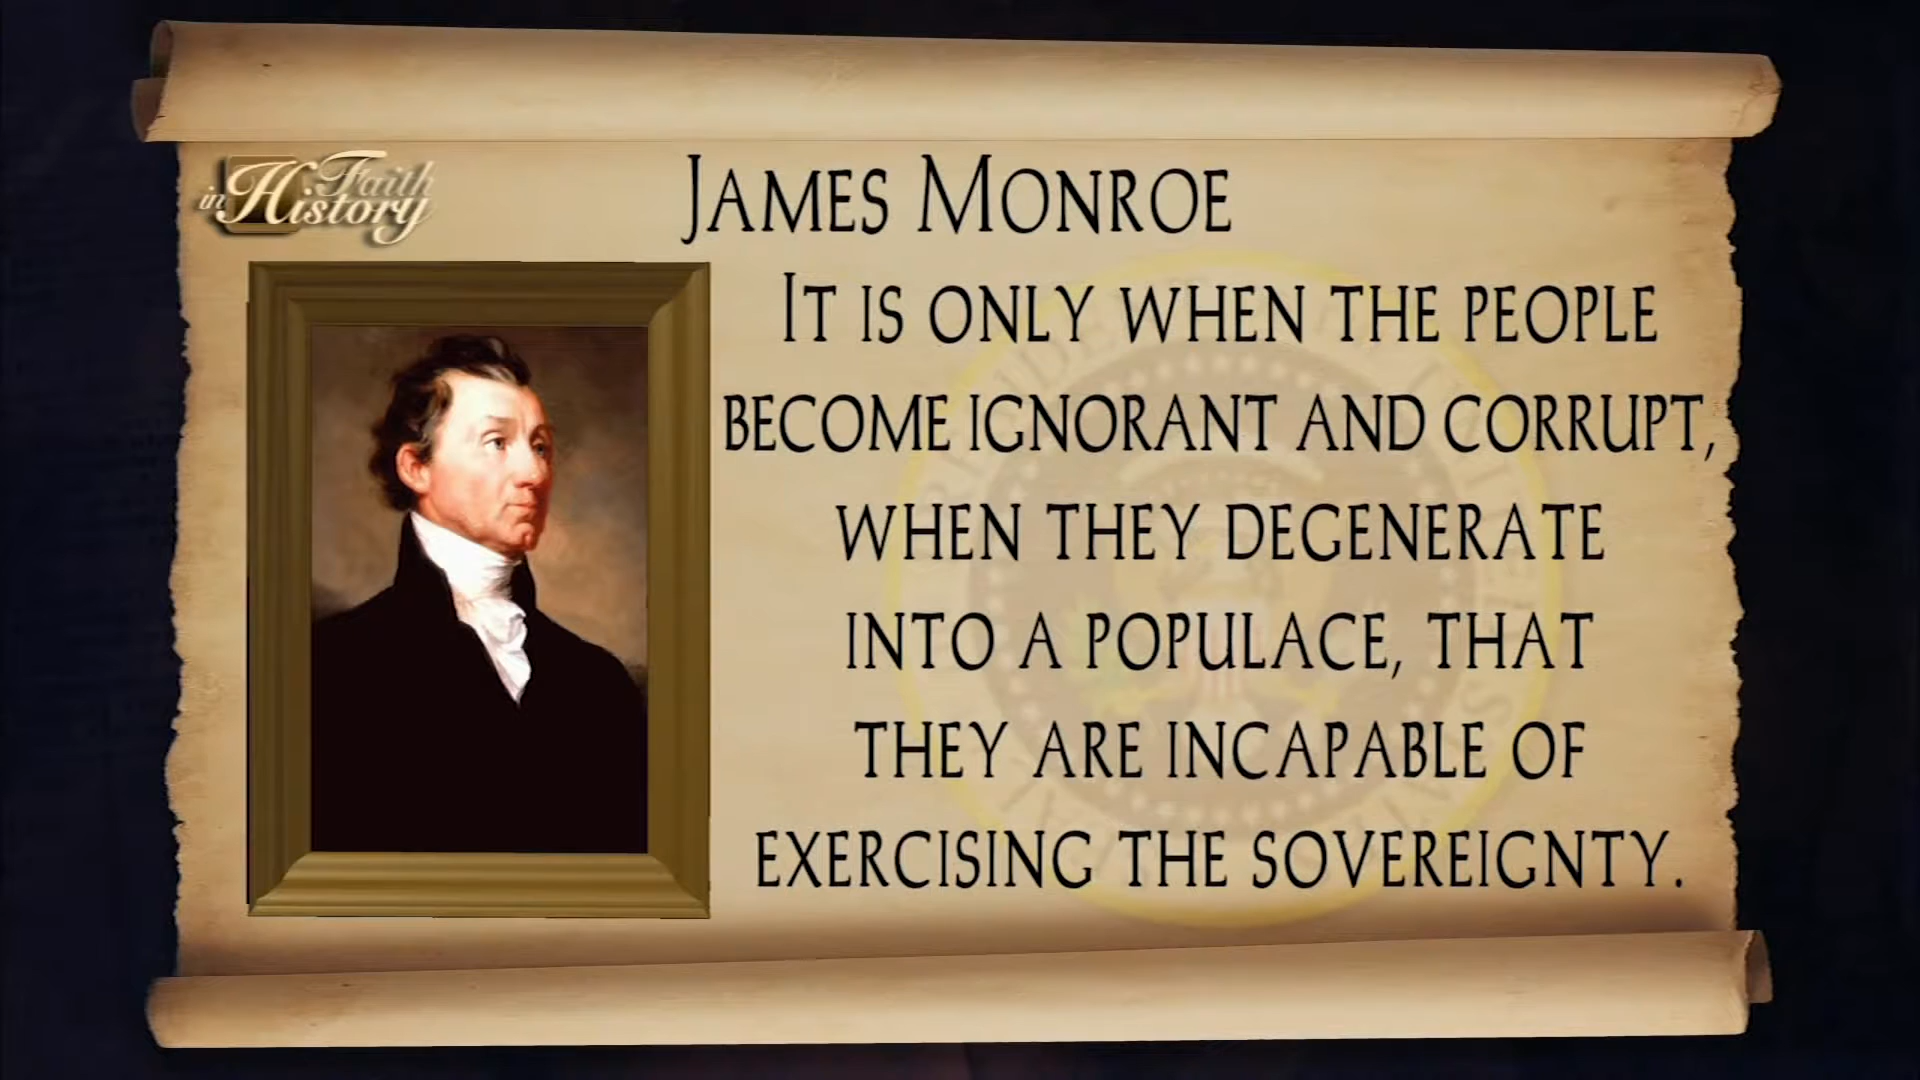 Faith
in History
James Monroe
It is only when the people
become ignorant and corrupt,
when they degenerate
into a populace, that
they are incapable of
exercising the sovereignty.